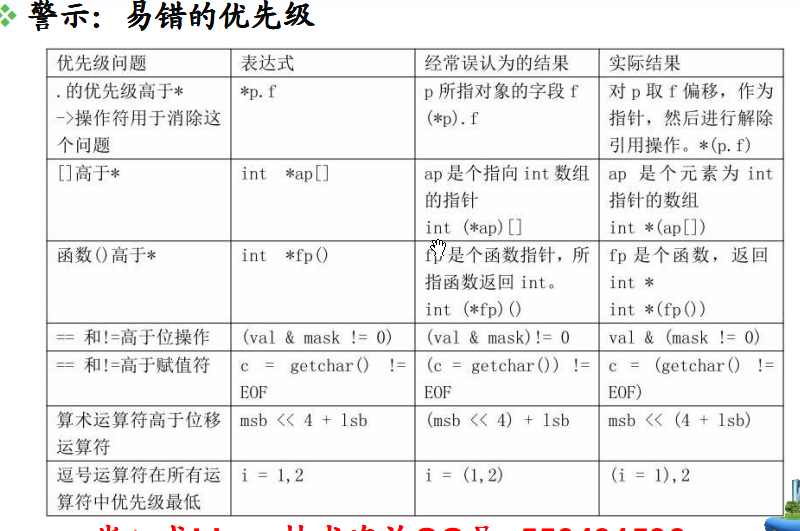 警示：易错的优先级
优先级问题 表达式 经常误认为的结果 实际结果
.的优先级高于* *p.f p 所指对象的字段 f 对 p 取 f 偏移，作为
->操作符用于消除这 (*p).f 指针，然后进行解除
个问题 引用操作。*(p.f)
[]高于* int *ap[] ap 是个指向 int 数组 ap 是个元素为 int
的指针 指针的数组
int (*ap)[] int *(ap[])
函数()高于* int *fp() fp 是个函数指针，所 fp 是个函数，返回
指函数返回 int。 int *
int (*fp)() int *(fp())
== 和!=高于位操作 (val & mask != 0) (val & mask)!= 0 val & (mask != 0)
== 和!=高于赋值符 c = getchar() != (c = getchar()) != c = (getchar() !=
EOF EOF EOF)
算术运算符高于位移 msb << 4 + lsb (msb << 4) + lsb msb << (4 + lsb)
运算符
逗号运算符在所有运 i = 1,2 i = (1,2) (i = 1),2
算符中优先级最低